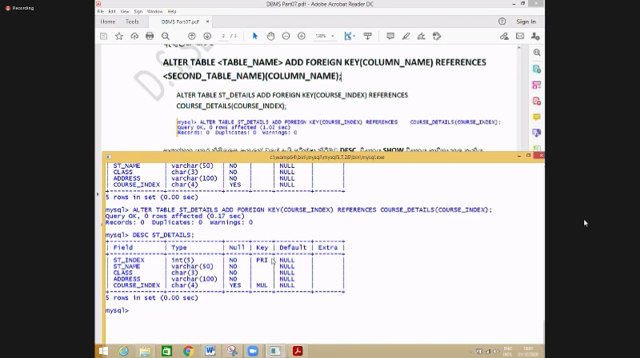 Recording
DBMS Part07.pdf - Adobe Acrobat Reader DC
File Edit View Window Help
Home Tools DBMS Part07.pdf × Sign In
ALTER TABLE <TABLE_NAME> ADD FOREIGN KEY(COLUMN_NAME) REFERENCES
<SECOND_TABLE_NAME>(COLUMN_NAME);
ALTER TABLE ST_DETAILS ADD FOREIGN KEY(COURSE_INDEX) REFERENCES
COURSE_DETAILS(COURSE_INDEX);
mysql> ALTER TABLE ST_DETAILS ADD FOREIGN KEY(COURSE_INDEX) REFERENCES COURSE_DETAILS(COURSE_INDEX);
Query OK, 0 rows affected (1.02 sec)
Records: 0 Duplicates: 0 Warnings: 0
DESC SHOW
| ST_NAME | varchar(50) | NO | | NULL | |
| CLASS | char(3) | NO | | NULL | |
| ADDRESS | varchar(100) | NO | | NULL | |
| COURSE_INDEX | char(4) | YES | | NULL | |
5 rows in set (0.00 sec)
mysql> ALTER TABLE ST_DETAILS ADD FOREIGN KEY(COURSE_INDEX) REFERENCES COURSE_DETAILS(COURSE_INDEX);
Query OK, 0 rows affected (0.17 sec)
Records: 0 Duplicates: 0 Warnings: 0
mysql> DESC ST_DETAILS;
| Field | Type | Null | Key | Default | Extra |
| ST_INDEX | int(5) | NO | PRI | NULL | |
| ST_NAME | varchar(50) | NO | | NULL | |
| CLASS | char(3) | NO | | NULL | |
| ADDRESS | varchar(100) | NO | | NULL | |
| COURSE_INDEX | char(4) | YES | MUL | NULL | |
5 rows in set (0.00 sec)
mysql>